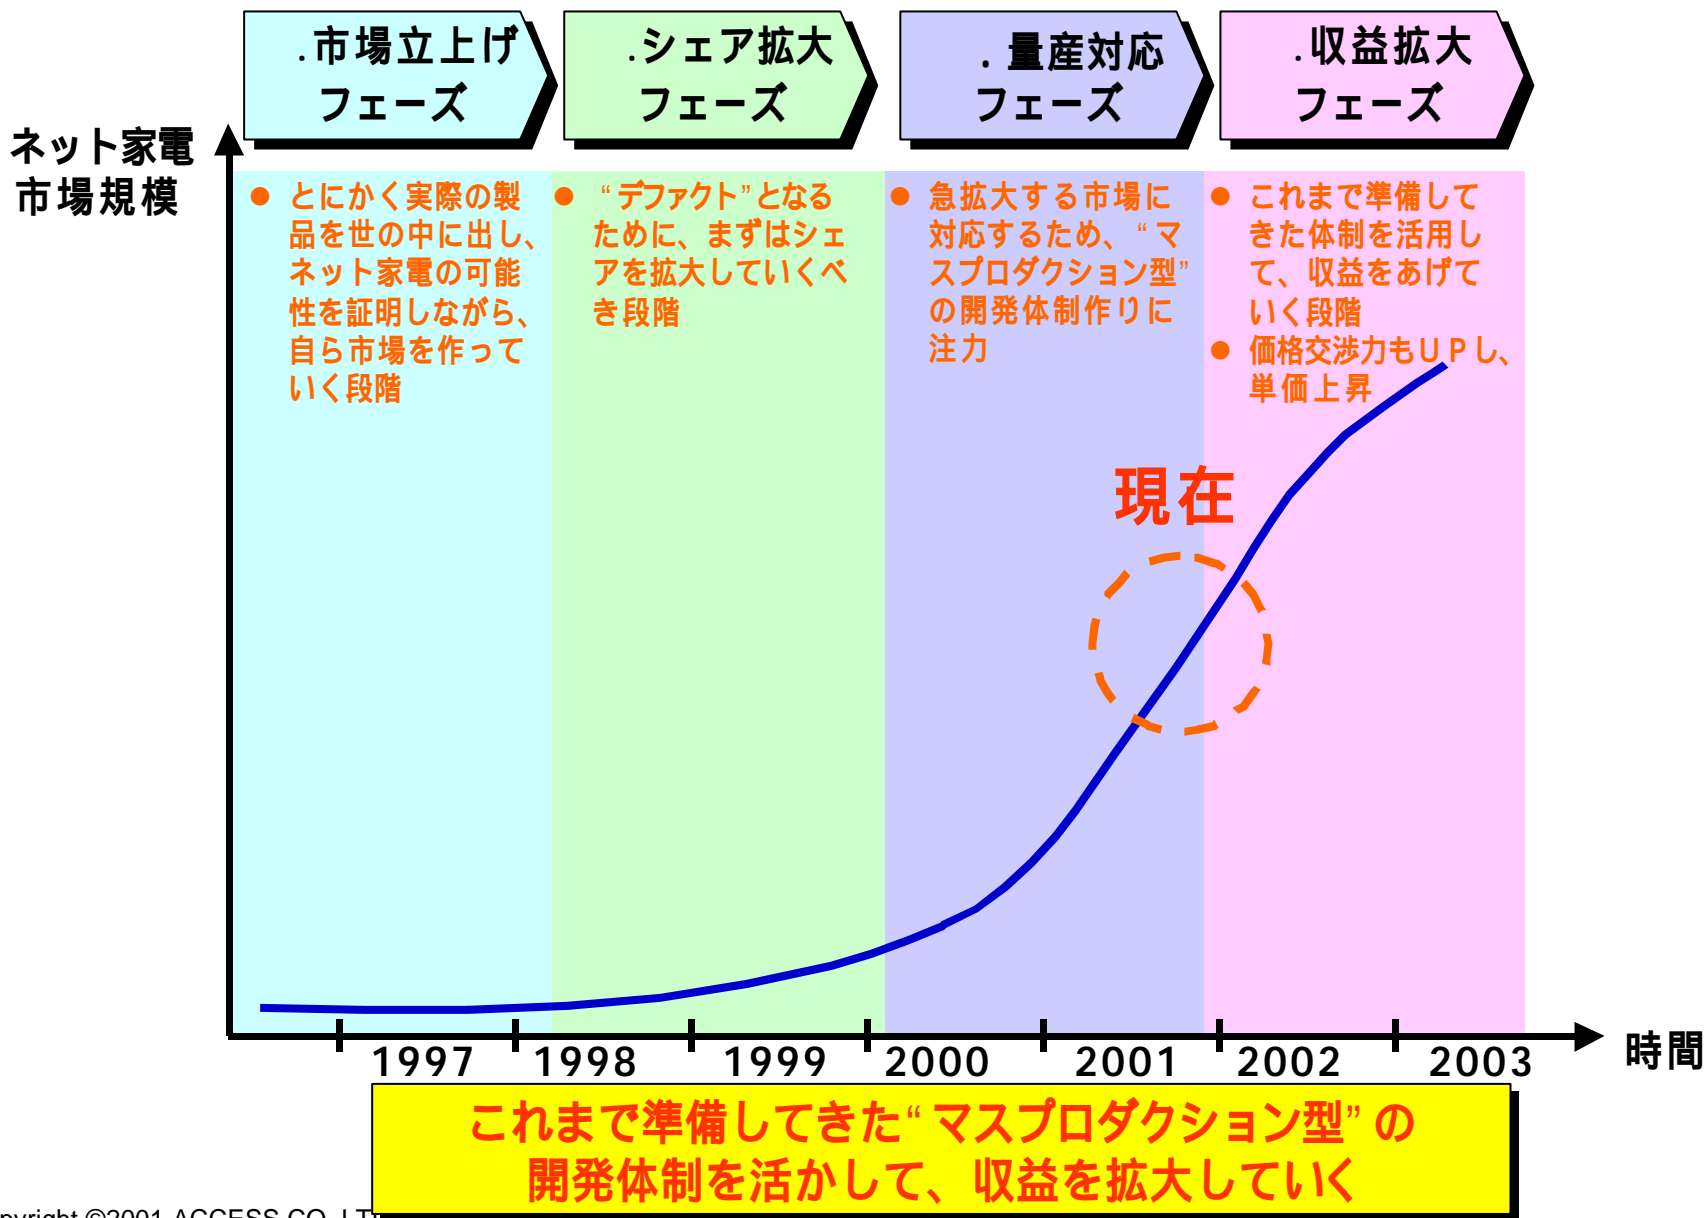 .市場立上げ
フェーズ
.シェア拡大
フェーズ
.量産対応
フェーズ
.収益拡大
フェーズ
ネット家電
市場規模
● とにかく実際の製
品を世の中に出し、
ネット家電の可能
性を証明しながら、
自ら市場を作って
いく段階
● “デファクト”となる
ために、まずはシェ
アを拡大していくべ
き段階
● 急拡大する市場に
対応するため、“マ
スプロダクション型”
の開発体制作りに
注力
● これまで準備して
きた体制を活用し
て、収益をあげて
いく段階
● 価格交渉力もＵＰし、
単価上昇
現在
1997 1998 1999 2000 2001 2002 2003
時間
これまで準備してきた“マスプロダクション型”の
開発体制を活かして、収益を拡大していく
pyright ©2001 ACCESS CO.,LT